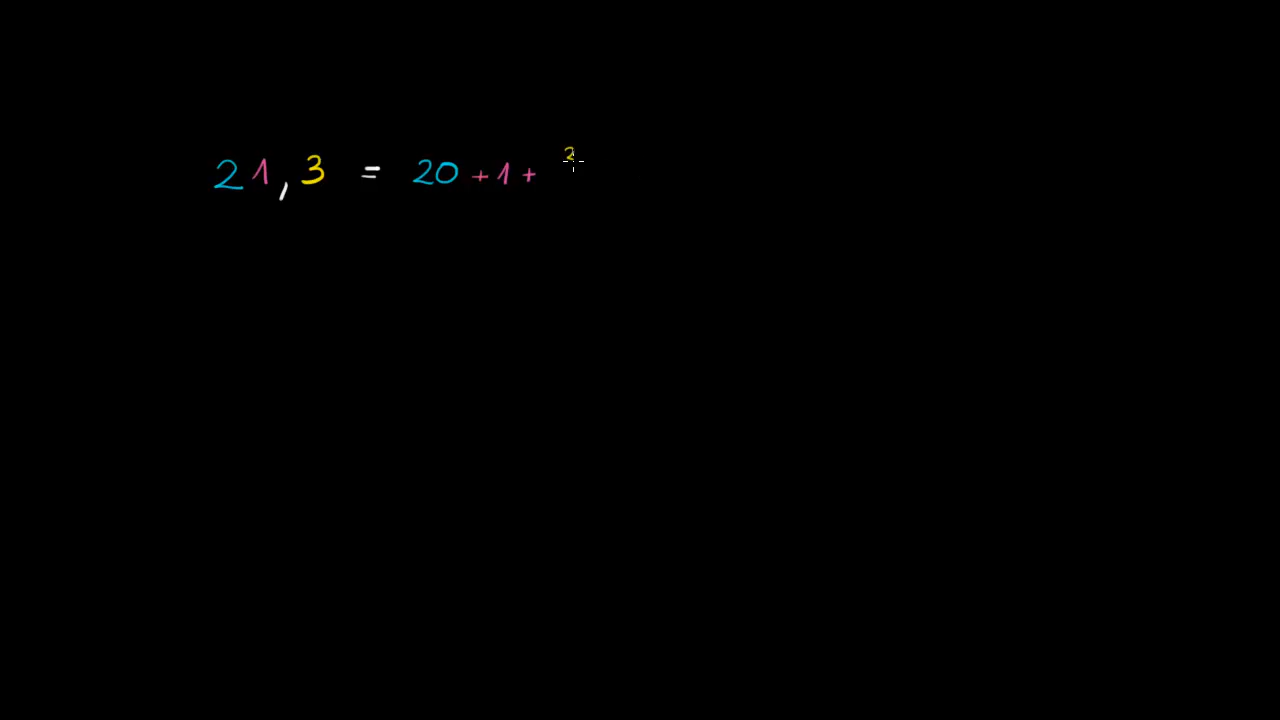 21,3 = 20 + 1 +